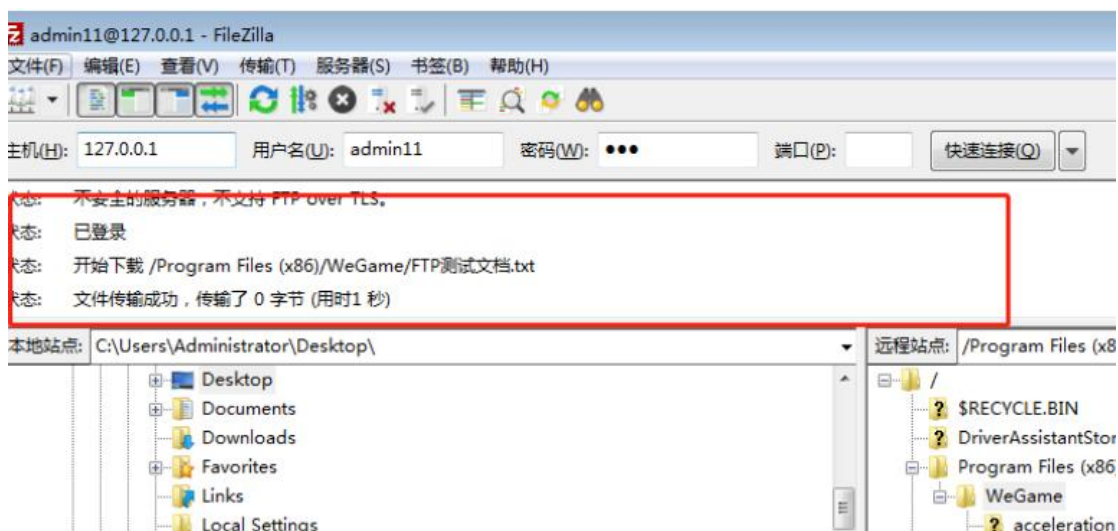 admin11@127.0.0.1 - FileZilla
文件(F) 编辑(E) 查看(V) 传输(T) 服务器(S) 书签(B) 帮助(H)
主机(H): 127.0.0.1 用户名(U): admin11 密码(W): ●●● 端口(P): 快速连接(Q)
状态: 不安全的服务器，不支持 FTP over TLS。
状态: 已登录
状态: 开始下载 /Program Files (x86)/WeGame/FTP测试文档.txt
状态: 文件传输成功，传输了 0 字节 (用时1 秒)
本地站点: C:\Users\Administrator\Desktop\
Desktop
Documents
Downloads
Favorites
Links
Local Settings
远程站点: /Program Files (x8
/
$RECYCLE.BIN
DriverAssistantStor
Program Files (x86
WeGame
acceleration